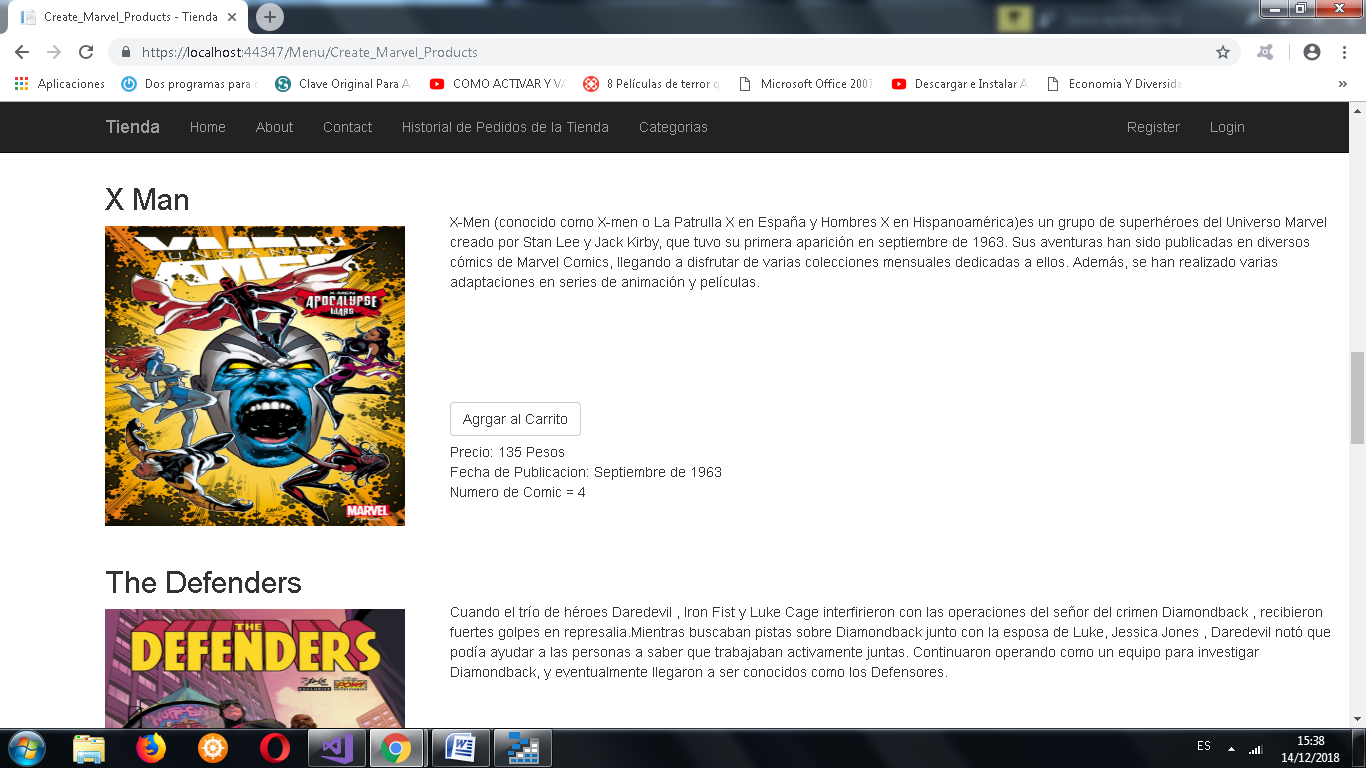 Create_Marvel_Products - Tienda
https://localhost:44347/Menu/Create_Marvel_Products
Aplicaciones
Dos programas para
Clave Original Para A
COMO ACTIVAR Y VA
8 Películas de terror q
Microsoft Office 2007
Descargar e Instalar A
Economia Y Diversida
»
Tienda Home About Contact Historial de Pedidos de la Tienda Categorias Register Login
X Man
X-Men (conocido como X-men o La Patrulla X en España y Hombres X en Hispanoamérica)es un grupo de superhéroes del Universo Marvel
creado por Stan Lee y Jack Kirby, que tuvo su primera aparición en septiembre de 1963. Sus aventuras han sido publicadas en diversos
cómics de Marvel Comics, llegando a disfrutar de varias colecciones mensuales dedicadas a ellos. Además, se han realizado varias
adaptaciones en series de animación y películas.
UNCANNY
X-MEN
X-MEN
APOCALYPSE
WARS
LAND
MARVEL
Agrgar al Carrito
Precio: 135 Pesos
Fecha de Publicacion: Septiembre de 1963
Numero de Comic = 4
The Defenders
Cuando el trío de héroes Daredevil , Iron Fist y Luke Cage interfirieron con las operaciones del señor del crimen Diamondback , recibieron
fuertes golpes en represalia.Mientras buscaban pistas sobre Diamondback junto con la esposa de Luke, Jessica Jones , Daredevil notó que
podía ayudar a las personas a saber que trabajaban activamente juntas. Continuaron operando como un equipo para investigar
Diamondback, y eventualmente llegaron a ser conocidos como los Defensores.
THE
DEFENDERS
ES
15:38
14/12/2018